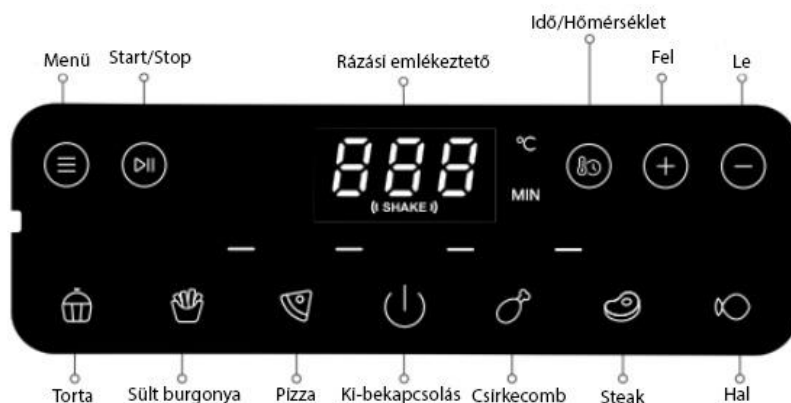 Idő/Hőmérséklet
Menü Start/Stop Rázási emlékeztető Fel Le
888 °C
(( SHAKE )) MIN
Torta Sült burgonya Pizza Ki-bekapcsolás Csirkecomb Steak Hal